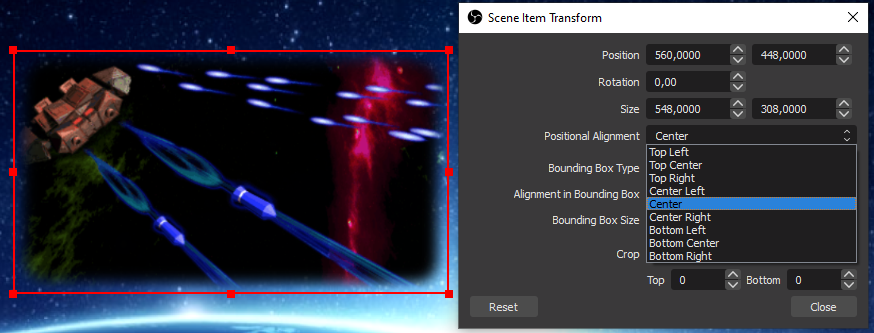 Scene Item Transform
Position 560,0000 448,0000
Rotation 0,00
Size 548,0000 308,0000
Positional Alignment Center
Top Left
Top Center
Top Right
Center Left
Center
Center Right
Bottom Left
Bottom Center
Bottom Right
Bounding Box Type
Alignment in Bounding Box
Bounding Box Size
Crop
Top 0 Bottom 0
Reset Close